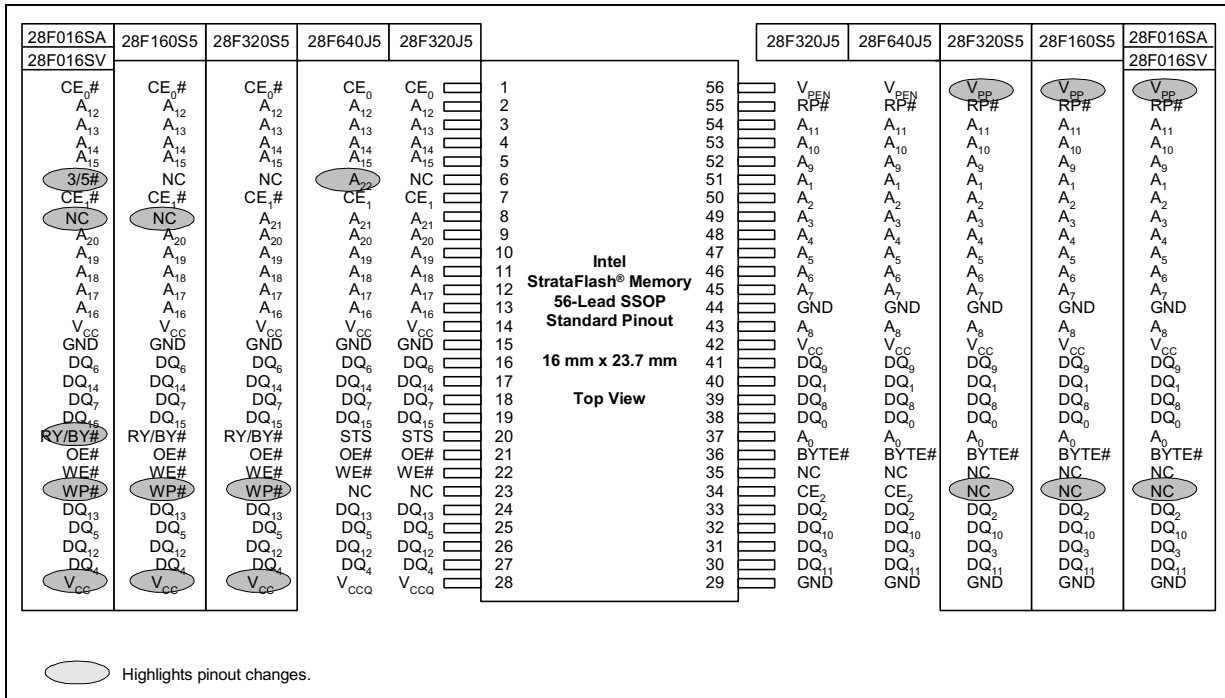 28F016SA 28F160S5 28F320S5 28F640J5 28F320J5 28F320J5 28F640J5 28F320S5 28F160S5 28F016SA
28F016SV 28F016SV
CE0# CE0# CE0# CE0 CE0 1 56 VPEN VPEN VPP VPP VPP
A12 A12 A12 A12 A12 2 55 RP# RP# RP# RP# RP#
A13 A13 A13 A13 A13 3 54 A11 A11 A11 A11 A11
A14 A14 A14 A14 A14 4 53 A10 A10 A10 A10 A10
A15 A15 A15 A15 A15 5 52 A9 A9 A9 A9 A9
3/5# NC NC A22 NC 6 51 A1 A1 A1 A1 A1
CE1# CE1# CE1# CE1 CE1 7 50 A2 A2 A2 A2 A2
NC NC A21 A21 A21 8 49 A3 A3 A3 A3 A3
A20 A20 A20 A20 A20 9 48 A4 A4 A4 A4 A4
A19 A19 A19 A19 A19 10 47 A5 A5 A5 A5 A5
A18 A18 A18 A18 A18 11 46 A6 A6 A6 A6 A6
A17 A17 A17 A17 A17 12 45 A7 A7 A7 A7 A7
A16 A16 A16 A16 A16 13 44 GND GND GND GND GND
VCC VCC VCC VCC VCC 14 43 A8 A8 A8 A8 A8
GND GND GND GND GND 15 42 VCC VCC VCC VCC VCC
DQ6 DQ6 DQ6 DQ6 DQ6 16 41 DQ9 DQ9 DQ9 DQ9 DQ9
DQ14 DQ14 DQ14 DQ14 DQ14 17 40 DQ1 DQ1 DQ1 DQ1 DQ1
DQ7 DQ7 DQ7 DQ7 DQ7 18 39 DQ8 DQ8 DQ8 DQ8 DQ8
DQ15 DQ15 DQ15 DQ15 DQ15 19 38 DQ0 DQ0 DQ0 DQ0 DQ0
RY/BY# RY/BY# RY/BY# STS STS 20 37 A0 A0 A0 A0 A0
OE# OE# OE# OE# OE# 21 36 BYTE# BYTE# BYTE# BYTE# BYTE#
WE# WE# WE# WE# WE# 22 35 NC NC NC NC NC
WP# WP# WP# NC NC 23 34 CE2 CE2 NC NC NC
DQ13 DQ13 DQ13 DQ13 DQ13 24 33 DQ2 DQ2 DQ2 DQ2 DQ2
DQ5 DQ5 DQ5 DQ5 DQ5 25 32 DQ10 DQ10 DQ10 DQ10 DQ10
DQ12 DQ12 DQ12 DQ12 DQ12 26 31 DQ3 DQ3 DQ3 DQ3 DQ3
DQ4 DQ4 DQ4 DQ4 DQ4 27 30 DQ11 DQ11 DQ11 DQ11 DQ11
VCC VCC VCC VCCQ VCCQ 28 29 GND GND GND GND GND
Intel
StrataFlash® Memory
56-Lead SSOP
Standard Pinout
16 mm x 23.7 mm
Top View
Highlights pinout changes.